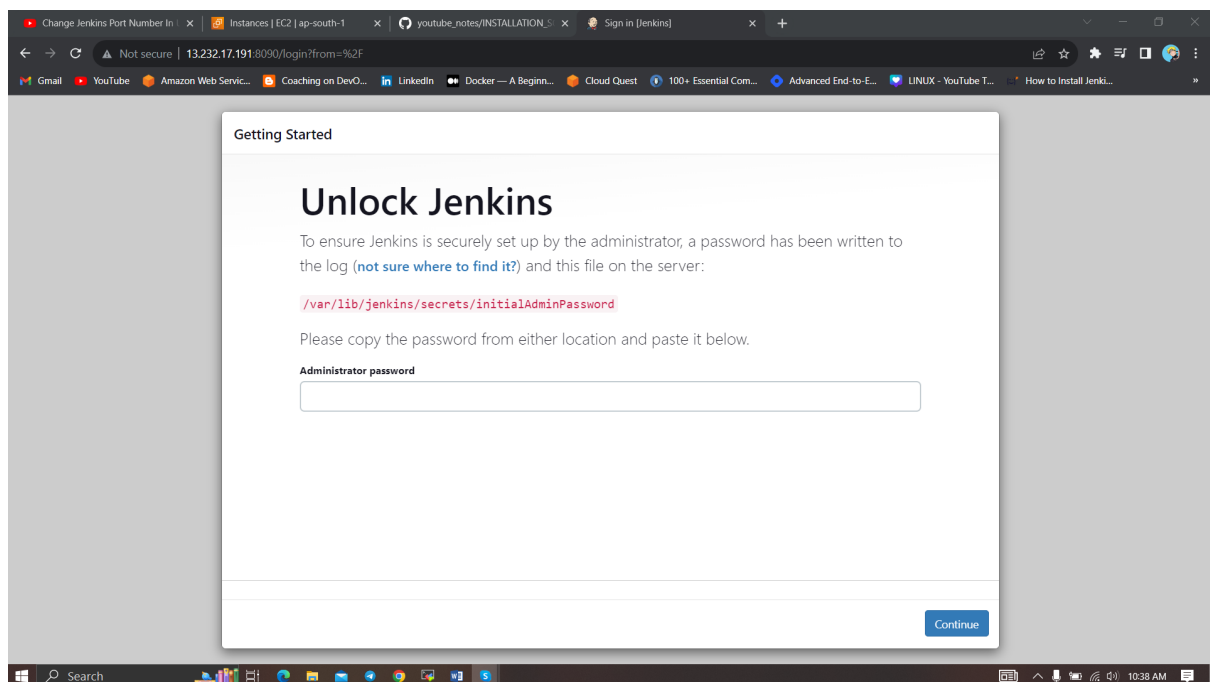 Change Jenkins Port Number In
Instances | EC2 | ap-south-1
youtube_notes/INSTALLATION_S
Sign in [Jenkins]
Not secure | 13.232.17.191:8090/login?from=%2F
Gmail
YouTube
Amazon Web Servic...
Coaching on DevO...
LinkedIn
Docker — A Beginn...
Cloud Quest
100+ Essential Com...
Advanced End-to-E...
LINUX - YouTube T...
How to Install Jenki...
»
Getting Started
Unlock Jenkins
To ensure Jenkins is securely set up by the administrator, a password has been written to
the log (not sure where to find it?) and this file on the server:
/var/lib/jenkins/secrets/initialAdminPassword
Please copy the password from either location and paste it below.
Administrator password
Continue
Search
10:38 AM